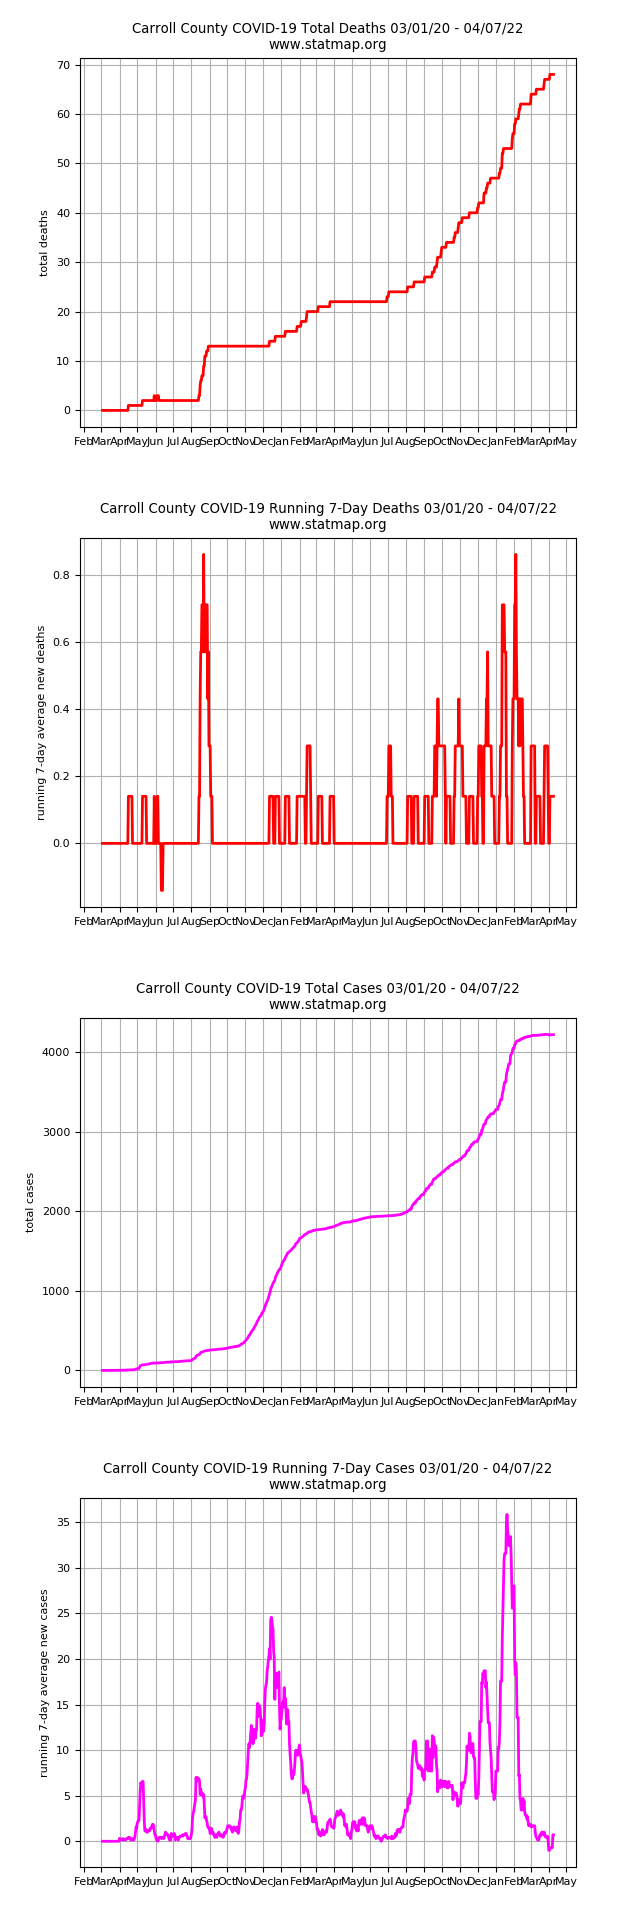 Carroll County COVID-19 Total Deaths 03/01/20 - 04/07/22
www.statmap.org
70
60
50
40
30
20
10
0
total deaths
Feb Mar Apr May Jun Jul Aug Sep Oct Nov Dec Jan Feb Mar Apr May Jun Jul Aug Sep Oct Nov Dec Jan Feb Mar Apr May
Carroll County COVID-19 Running 7-Day Deaths 03/01/20 - 04/07/22
www.statmap.org
0.8
0.6
0.4
0.2
0.0
running 7-day average new deaths
Feb Mar Apr May Jun Jul Aug Sep Oct Nov Dec Jan Feb Mar Apr May Jun Jul Aug Sep Oct Nov Dec Jan Feb Mar Apr May
Carroll County COVID-19 Total Cases 03/01/20 - 04/07/22
www.statmap.org
4000
3000
2000
1000
0
total cases
Feb Mar Apr May Jun Jul Aug Sep Oct Nov Dec Jan Feb Mar Apr May Jun Jul Aug Sep Oct Nov Dec Jan Feb Mar Apr May
Carroll County COVID-19 Running 7-Day Cases 03/01/20 - 04/07/22
www.statmap.org
35
30
25
20
15
10
5
0
running 7-day average new cases
Feb Mar Apr May Jun Jul Aug Sep Oct Nov Dec Jan Feb Mar Apr May Jun Jul Aug Sep Oct Nov Dec Jan Feb Mar Apr May